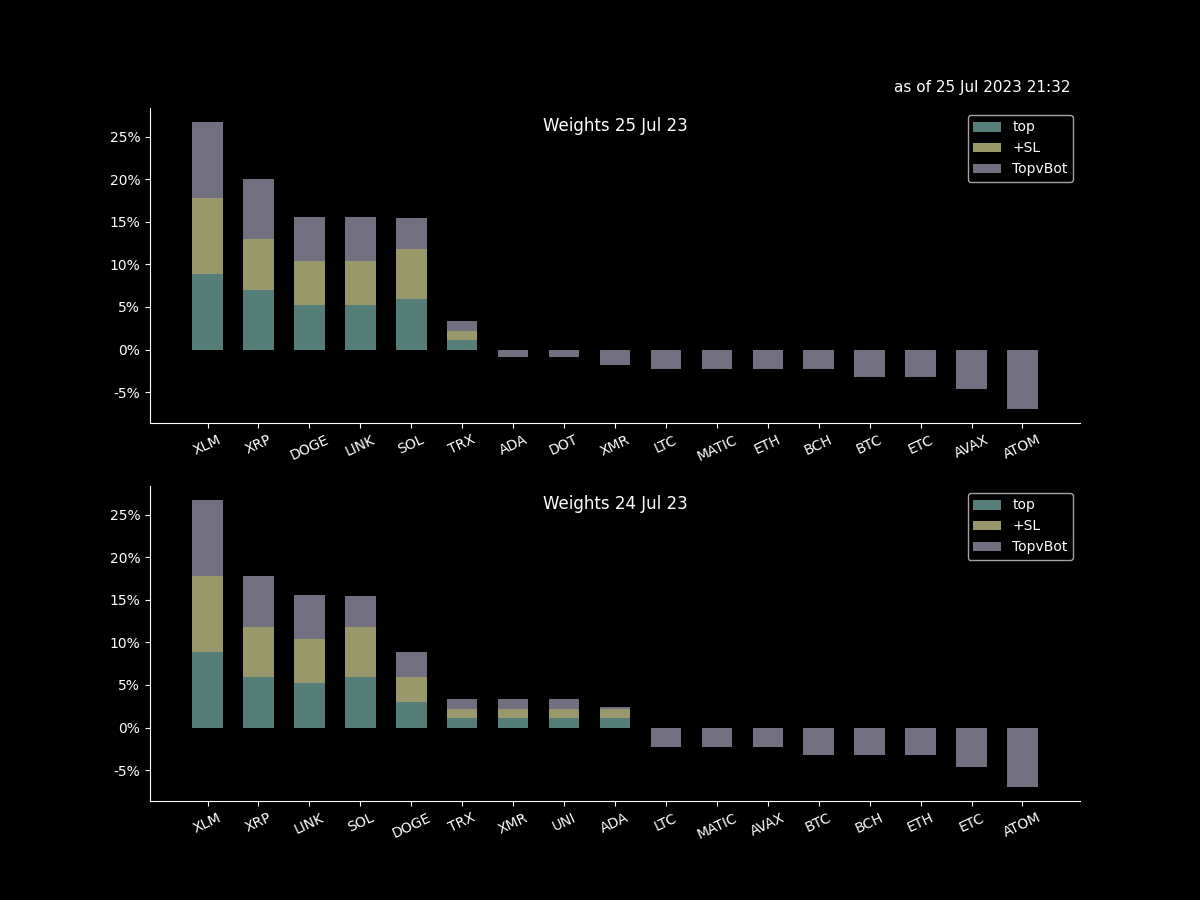 as of 25 Jul 2023 21:32
Weights 25 Jul 23
top
+SL
TopvBot
25%
20%
15%
10%
5%
0%
-5%
XLM XRP DOGE LINK SOL TRX ADA DOT XMR LTC MATIC ETH BCH BTC ETC AVAX ATOM
Weights 24 Jul 23
top
+SL
TopvBot
25%
20%
15%
10%
5%
0%
-5%
XLM XRP LINK SOL DOGE TRX XMR UNI ADA LTC MATIC AVAX BTC BCH ETH ETC ATOM